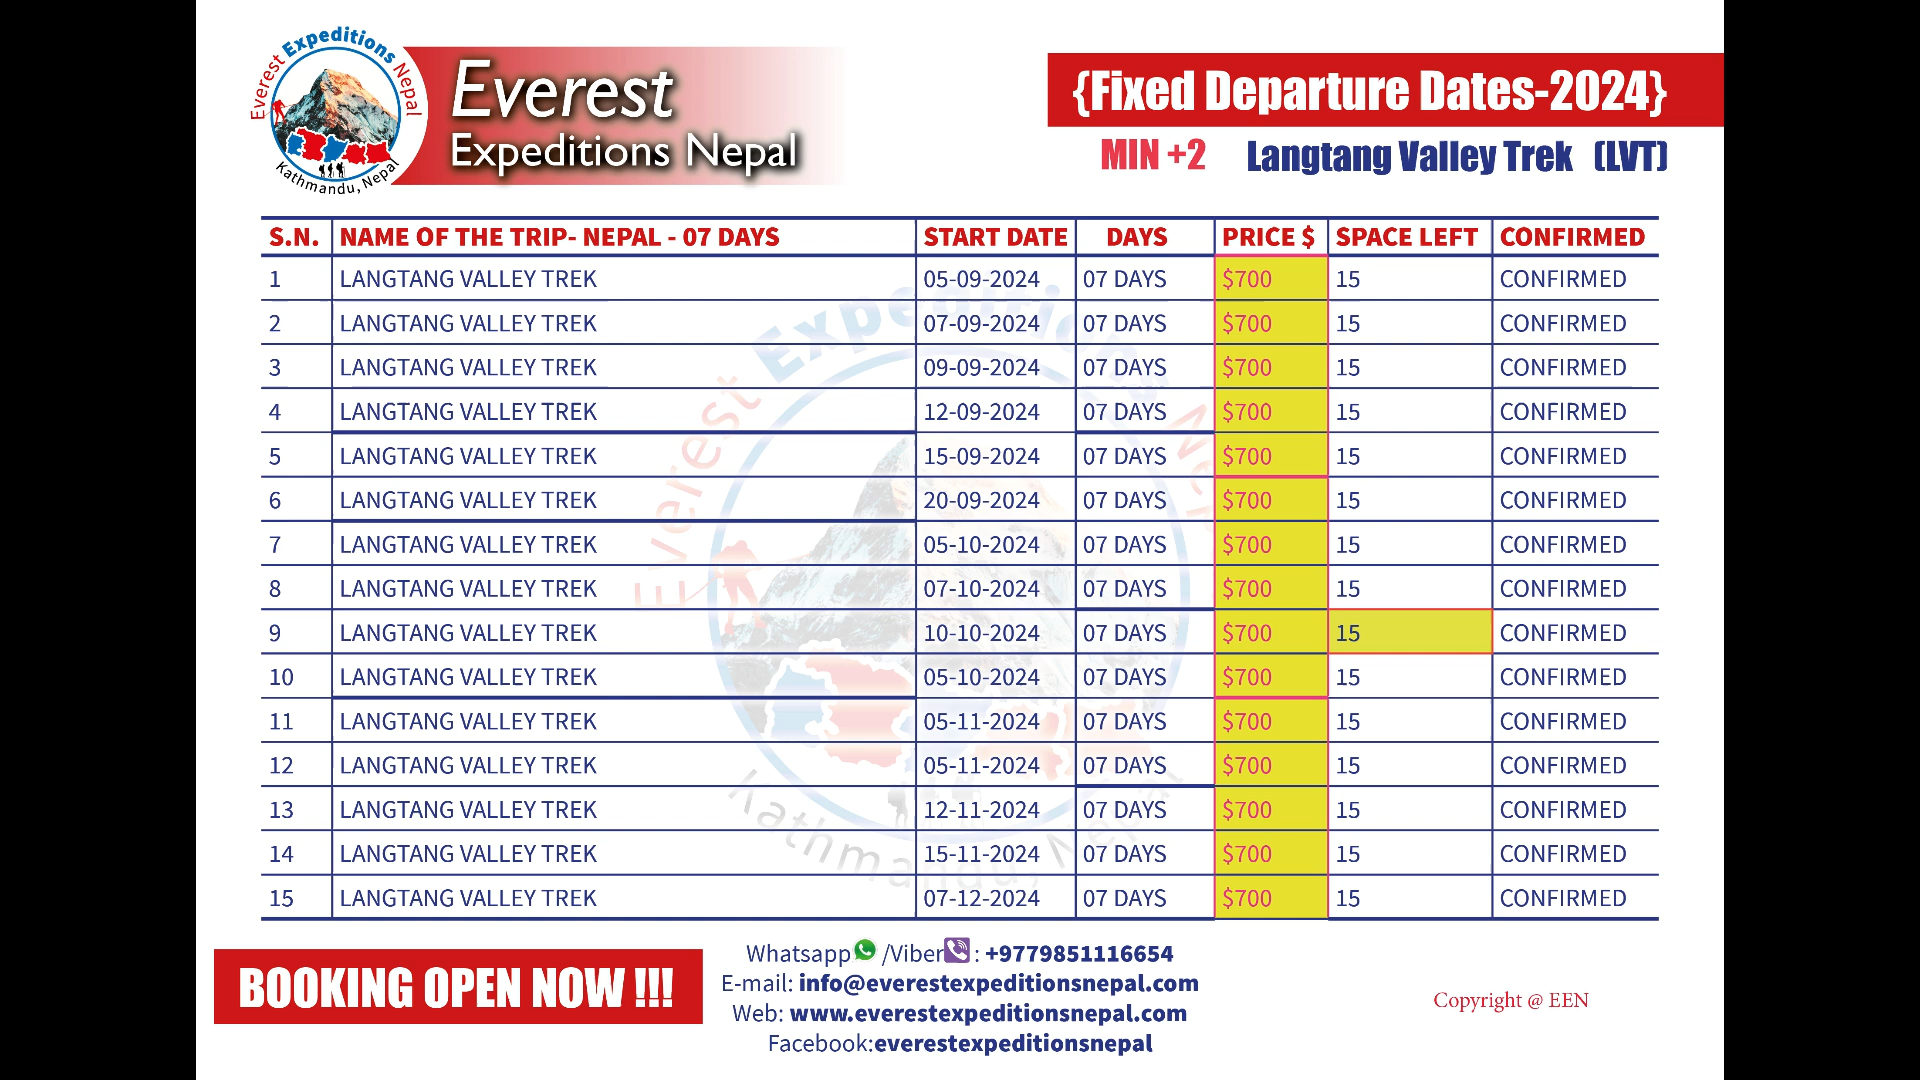 Everest Expeditions Nepal
Kathmandu, Nepal
Everest
Expeditions Nepal
{Fixed Departure Dates-2024}
MIN +2 Langtang Valley Trek (LVT)
S.N. NAME OF THE TRIP- NEPAL - 07 DAYS START DATE DAYS PRICE $ SPACE LEFT CONFIRMED
1 LANGTANG VALLEY TREK 05-09-2024 07 DAYS $700 15 CONFIRMED
2 LANGTANG VALLEY TREK 07-09-2024 07 DAYS $700 15 CONFIRMED
3 LANGTANG VALLEY TREK 09-09-2024 07 DAYS $700 15 CONFIRMED
4 LANGTANG VALLEY TREK 12-09-2024 07 DAYS $700 15 CONFIRMED
5 LANGTANG VALLEY TREK 15-09-2024 07 DAYS $700 15 CONFIRMED
6 LANGTANG VALLEY TREK 20-09-2024 07 DAYS $700 15 CONFIRMED
7 LANGTANG VALLEY TREK 05-10-2024 07 DAYS $700 15 CONFIRMED
8 LANGTANG VALLEY TREK 07-10-2024 07 DAYS $700 15 CONFIRMED
9 LANGTANG VALLEY TREK 10-10-2024 07 DAYS $700 15 CONFIRMED
10 LANGTANG VALLEY TREK 05-10-2024 07 DAYS $700 15 CONFIRMED
11 LANGTANG VALLEY TREK 05-11-2024 07 DAYS $700 15 CONFIRMED
12 LANGTANG VALLEY TREK 05-11-2024 07 DAYS $700 15 CONFIRMED
13 LANGTANG VALLEY TREK 12-11-2024 07 DAYS $700 15 CONFIRMED
14 LANGTANG VALLEY TREK 15-11-2024 07 DAYS $700 15 CONFIRMED
15 LANGTANG VALLEY TREK 07-12-2024 07 DAYS $700 15 CONFIRMED
Everest Expeditions Nepal
Kathmandu, Nepal
BOOKING OPEN NOW !!!
Whatsapp /Viber : +9779851116654
E-mail: info@everestexpeditionsnepal.com
Web: www.everestexpeditionsnepal.com
Facebook:everestexpeditionsnepal
Copyright @ EEN